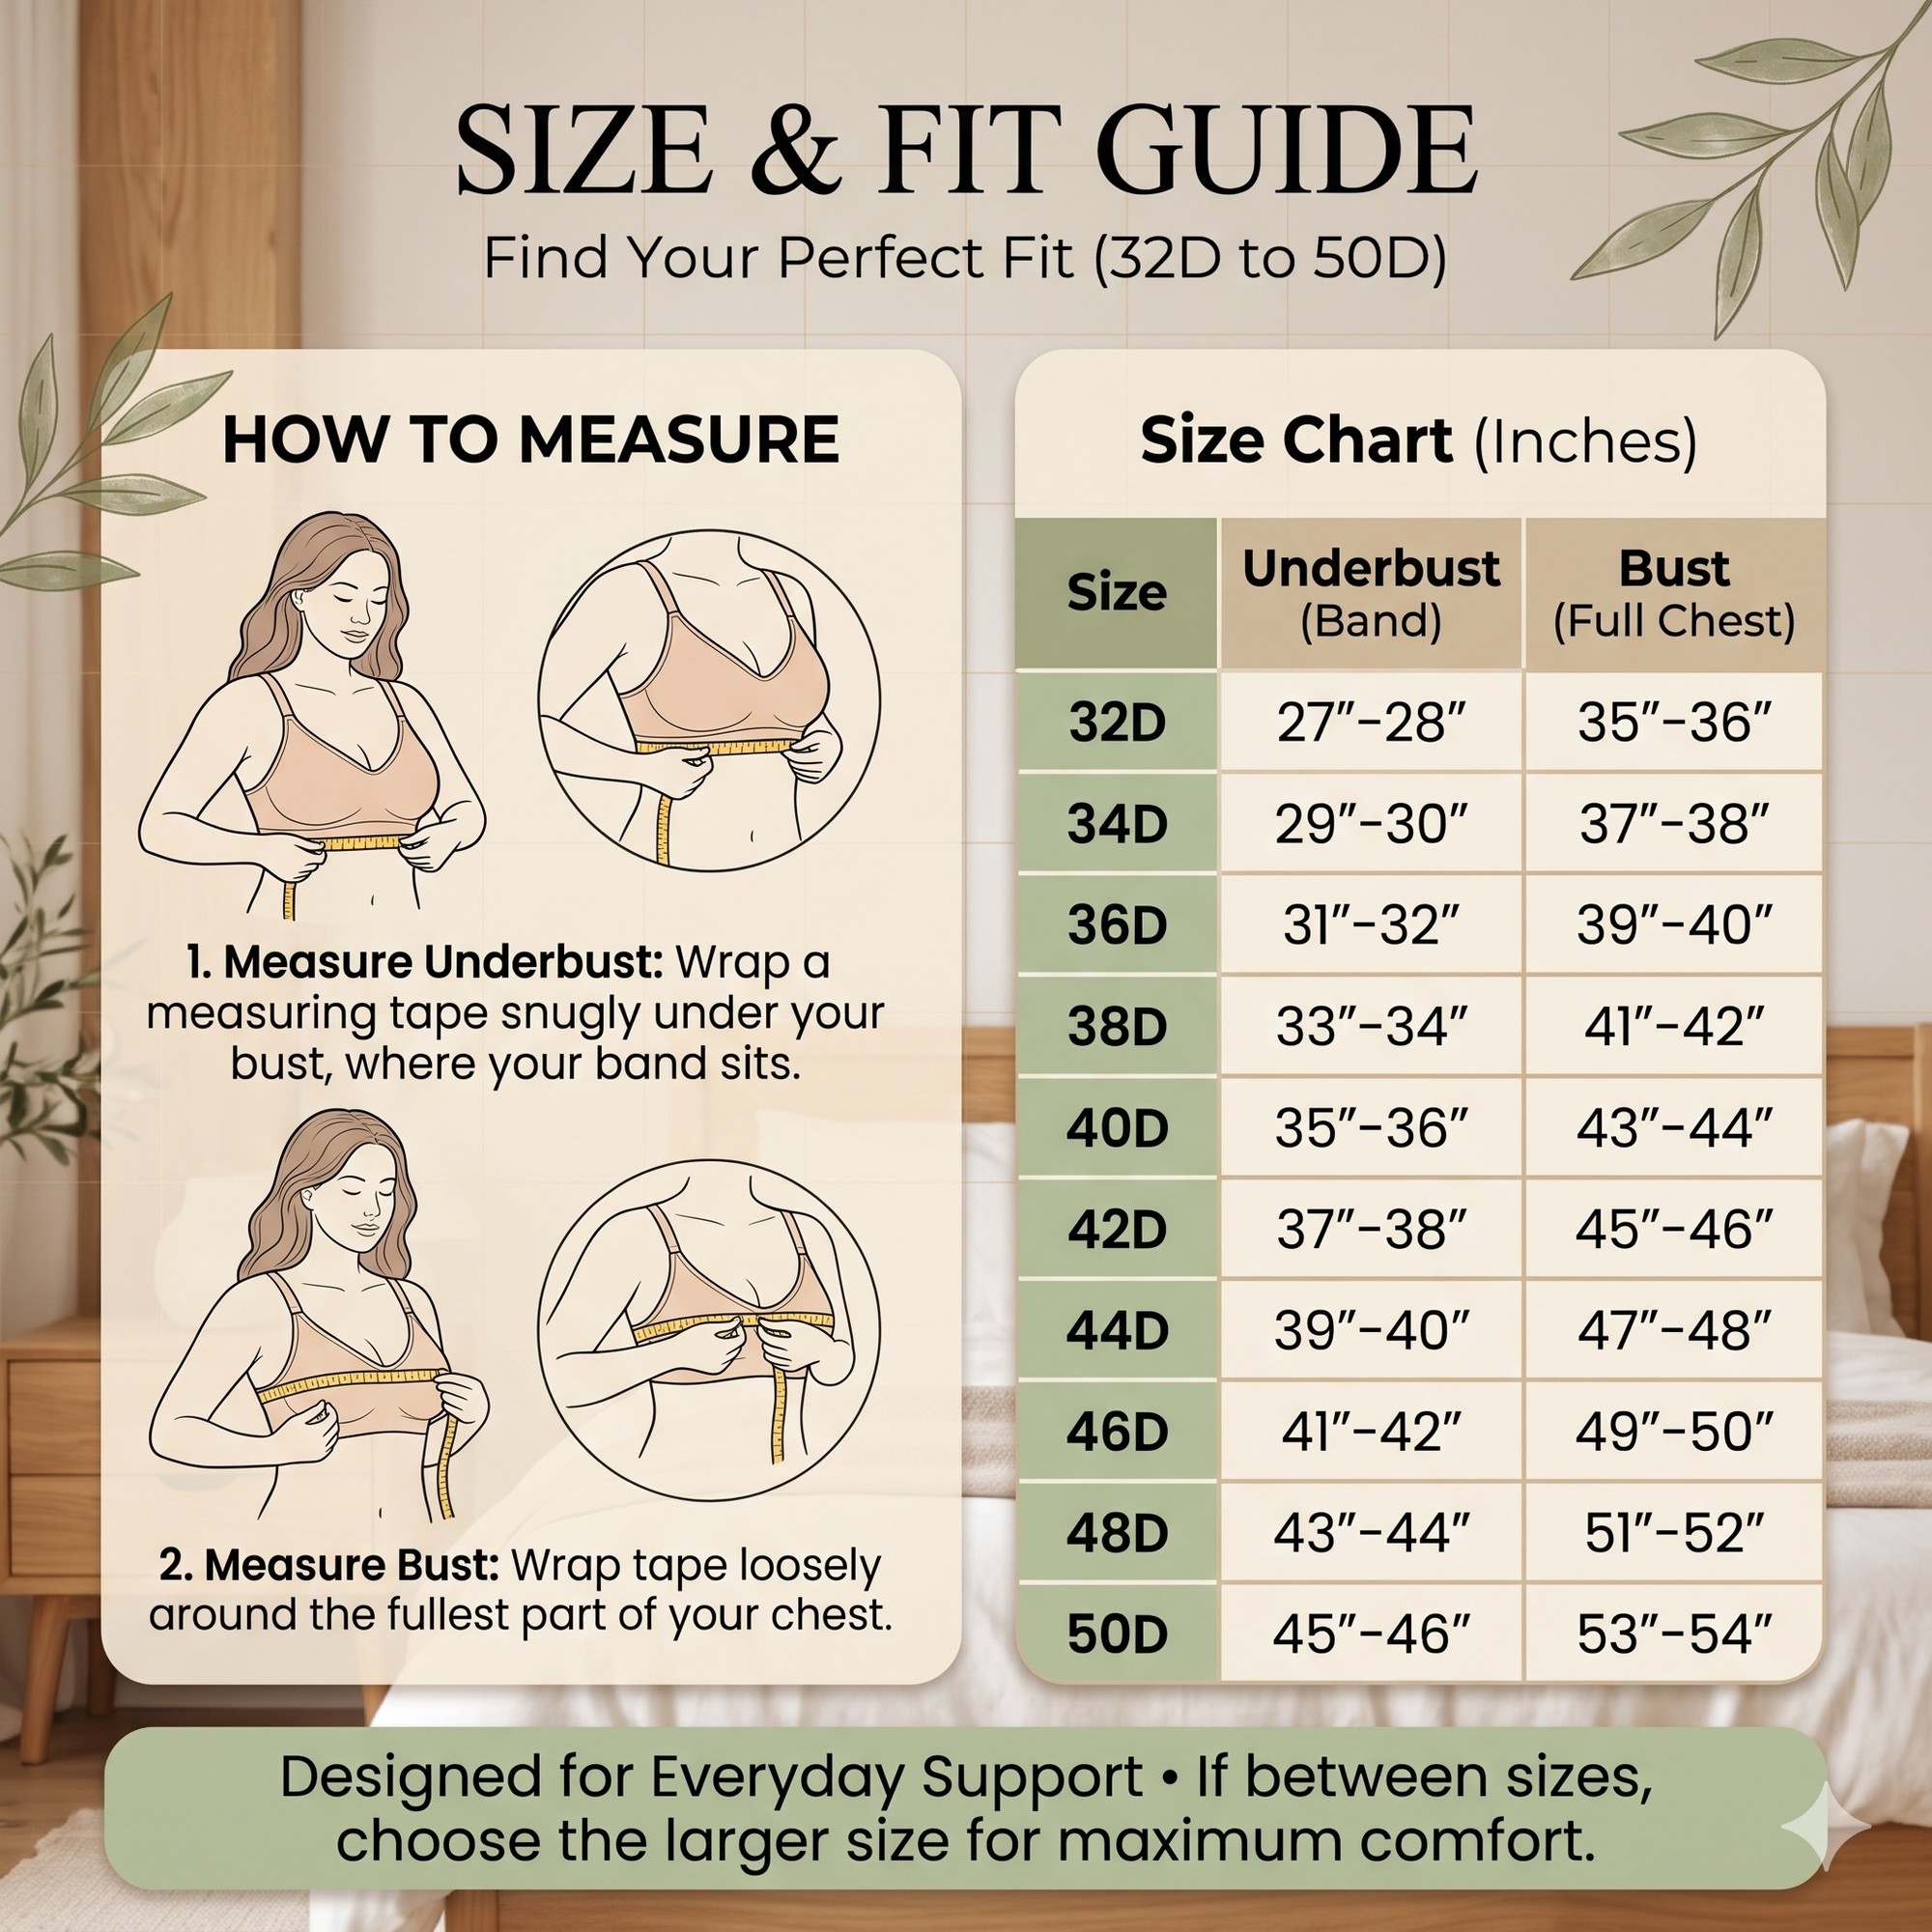 SIZE & FIT GUIDE
Find Your Perfect Fit (32D to 50D)
HOW TO MEASURE
1. Measure Underbust: Wrap a
measuring tape snugly under your
bust, where your band sits.
2. Measure Bust: Wrap tape loosely
around the fullest part of your chest.
Size Chart (Inches)
Size Underbust (Band) Bust (Full Chest)
32D 27”-28” 35”-36”
34D 29”-30” 37”-38”
36D 31”-32” 39”-40”
38D 33”-34” 41”-42”
40D 35”-36” 43”-44”
42D 37”-38” 45”-46”
44D 39”-40” 47”-48”
46D 41”-42” 49”-50”
48D 43”-44” 51”-52”
50D 45”-46” 53”-54”
Designed for Everyday Support • If between sizes,
choose the larger size for maximum comfort.